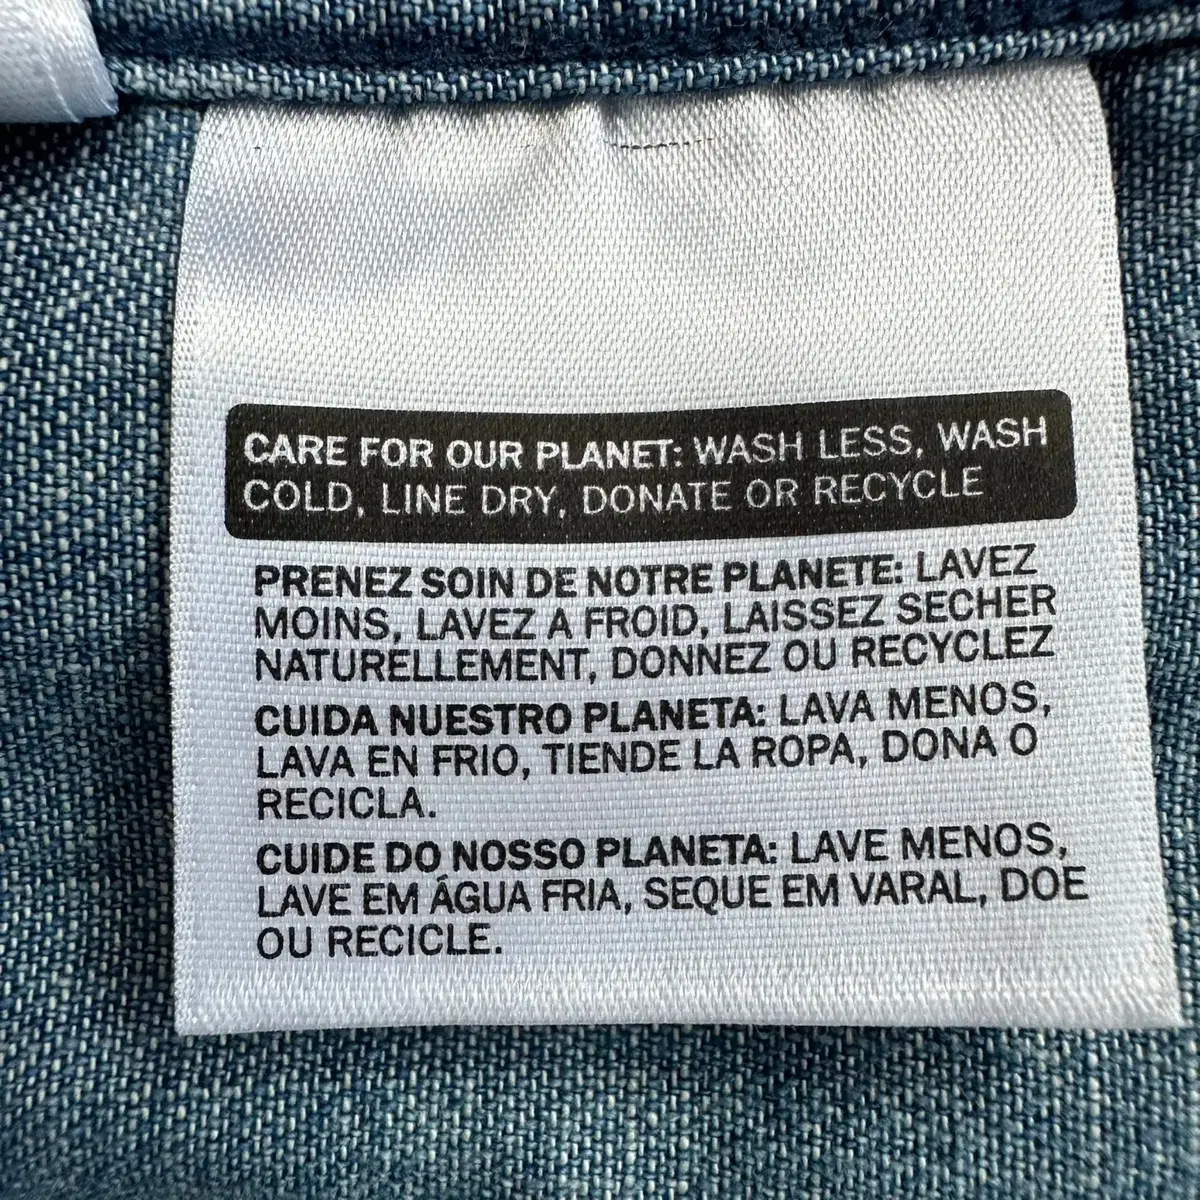 CARE FOR OUR PLANET: WASH LESS, WASH
COLD, LINE DRY, DONATE OR RECYCLE
PRENEZ SOIN DE NOTRE PLANETE: LAVEZ
MOINS, LAVEZ A FROID, LAISSEZ SECHER
NATURELLEMENT, DONNEZ OU RECYCLEZ
CUIDA NUESTRO PLANETA: LAVA MENOS,
LAVA EN FRIO, TIENDE LA ROPA, DONA O
RECICLA.
CUIDE DO NOSSO PLANETA: LAVE MENOS,
LAVE EM ÁGUA FRIA, SEQUE EM VARAL, DOE
OU RECICLE.